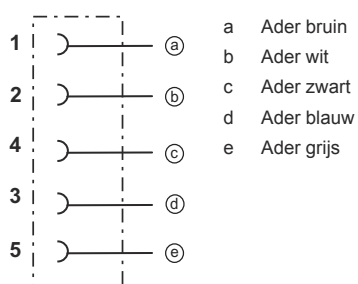 1 a
2 b
4 c
3 d
5 e
a Ader bruin
b Ader wit
c Ader zwart
d Ader blauw
e Ader grijs